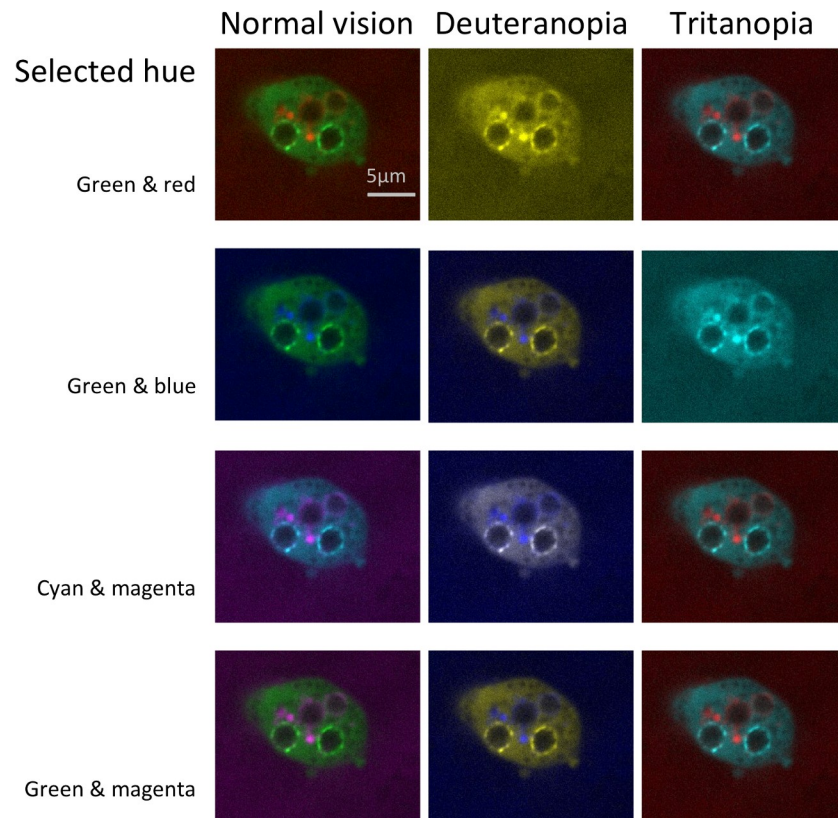 Normal vision Deuteranopia Tritanopia
Selected hue
5µm
Green & red
Green & blue
Cyan & magenta
Green & magenta